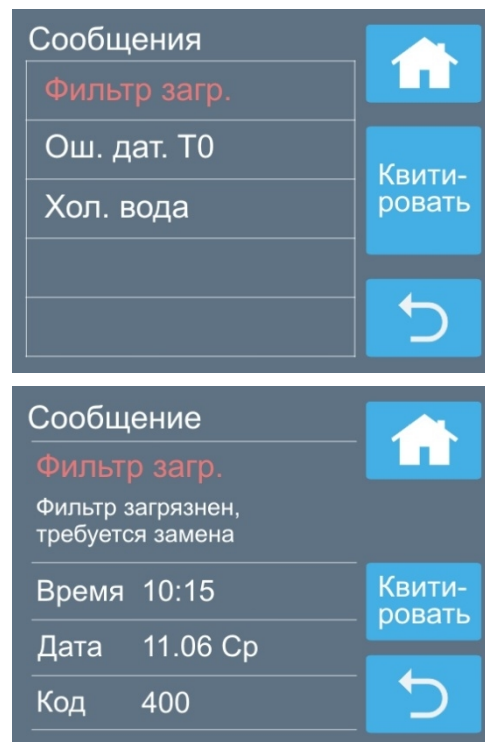 Сообщения
Фильтр загр.
Ош. дат. T0
Хол. вода
Квити-
ровать
Сообщение
Фильтр загр.
Фильтр загрязнен,
требуется замена
Время 10:15
Дата 11.06 Ср
Код 400
Квити-
ровать